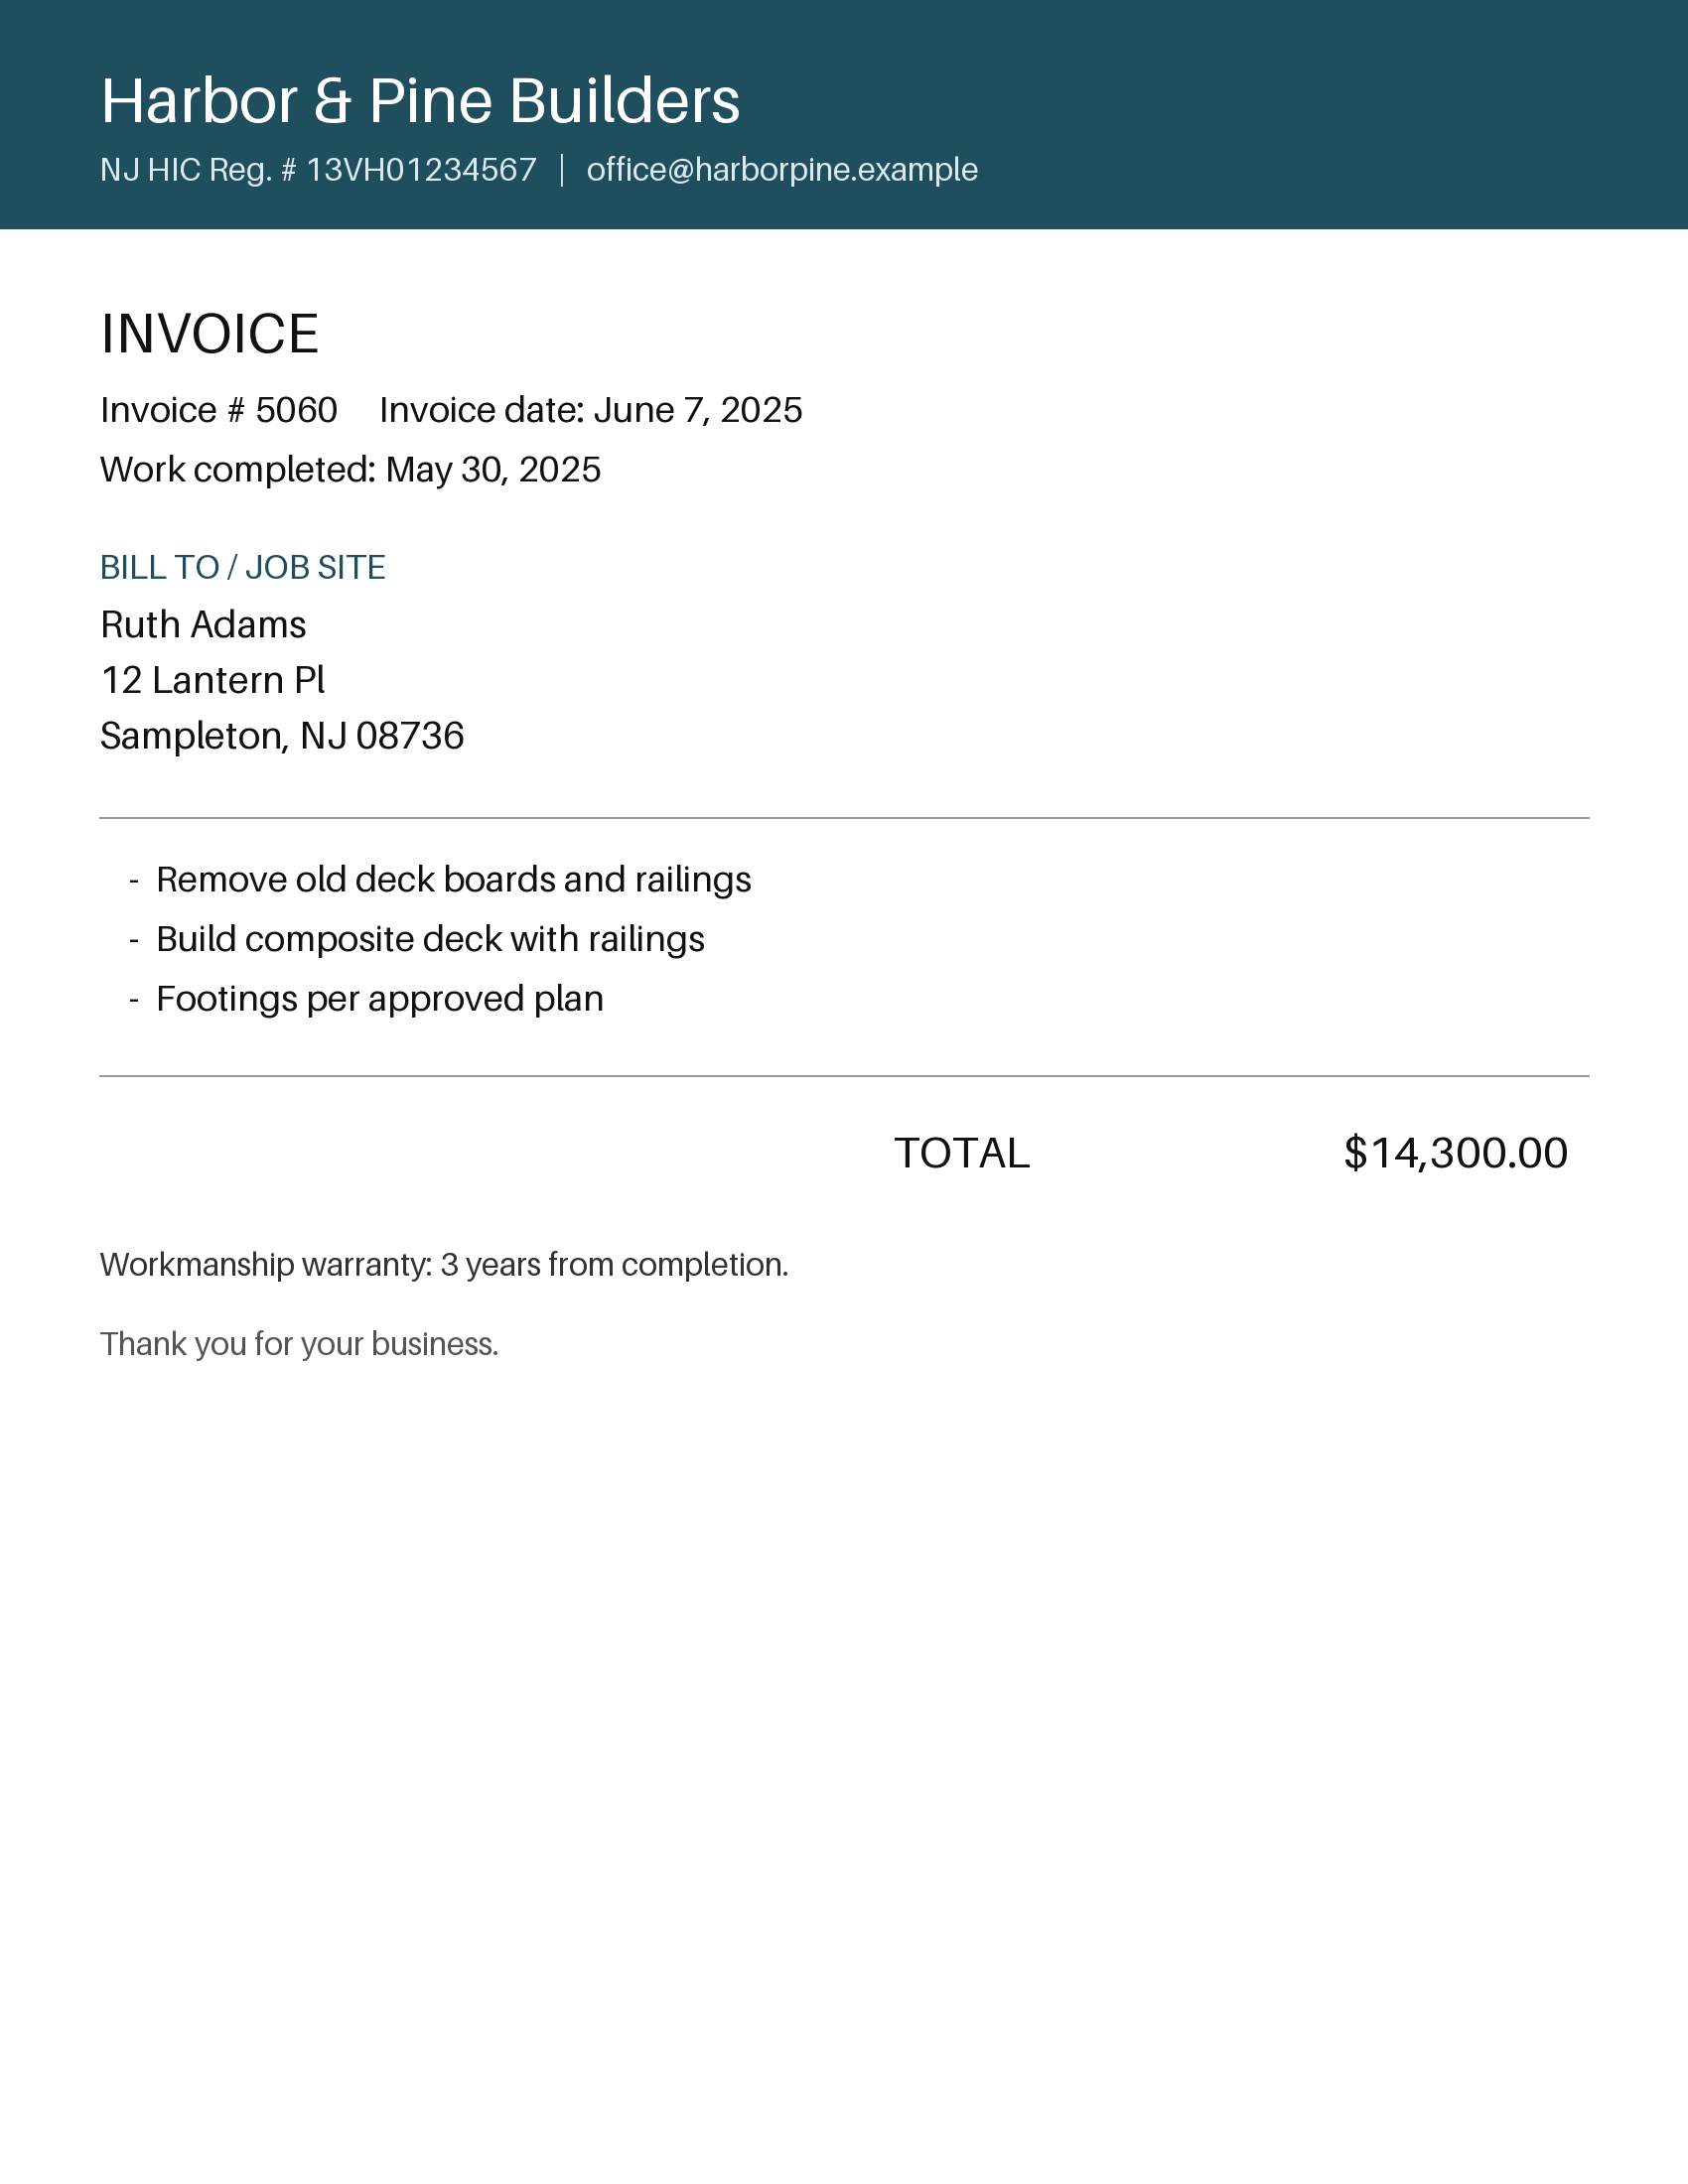 Harbor & Pine Builders
NJ HIC Reg. # 13VH01234567 | office@harborpine.example
INVOICE
Invoice # 5060 Invoice date: June 7, 2025
Work completed: May 30, 2025
BILL TO / JOB SITE
Ruth Adams
12 Lantern Pl
Sampleton, NJ 08736
- Remove old deck boards and railings
- Build composite deck with railings
- Footings per approved plan
TOTAL $14,300.00
Workmanship warranty: 3 years from completion.
Thank you for your business.